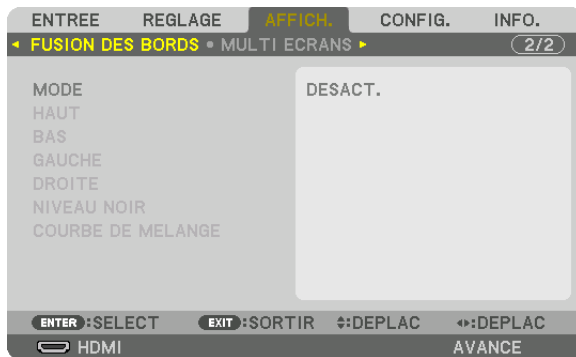 ENTREE REGLAGE AFFICH. CONFIG. INFO.
FUSION DES BORDS • MULTI ECRANS 2/2
MODE DESACT.
HAUT
BAS
GAUCHE
DROITE
NIVEAU NOIR
COURBE DE MELANGE
ENTER :SELECT EXIT :SORTIR :DEPLAC :DEPLAC
HDMI AVANCE